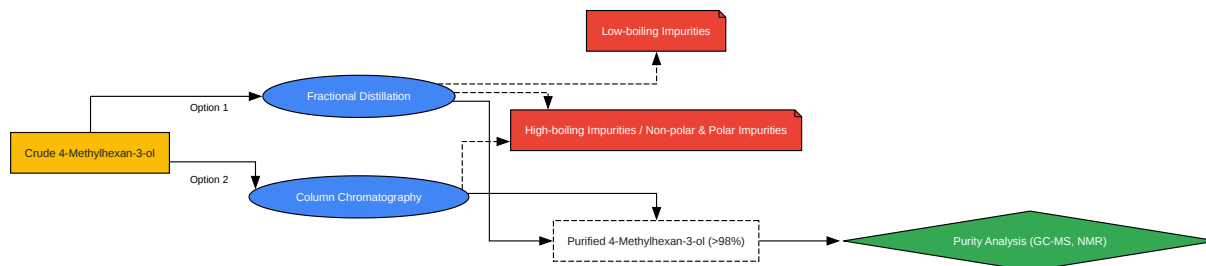 Low-boiling Impurities
Fractional Distillation
Option 1
High-boiling Impurities / Non-polar & Polar Impurities
Crude 4-Methylhexan-3-ol
Option 2
Column Chromatography
Purified 4-Methylhexan-3-ol (>98%)
Purity Analysis (GC-MS, NMR)